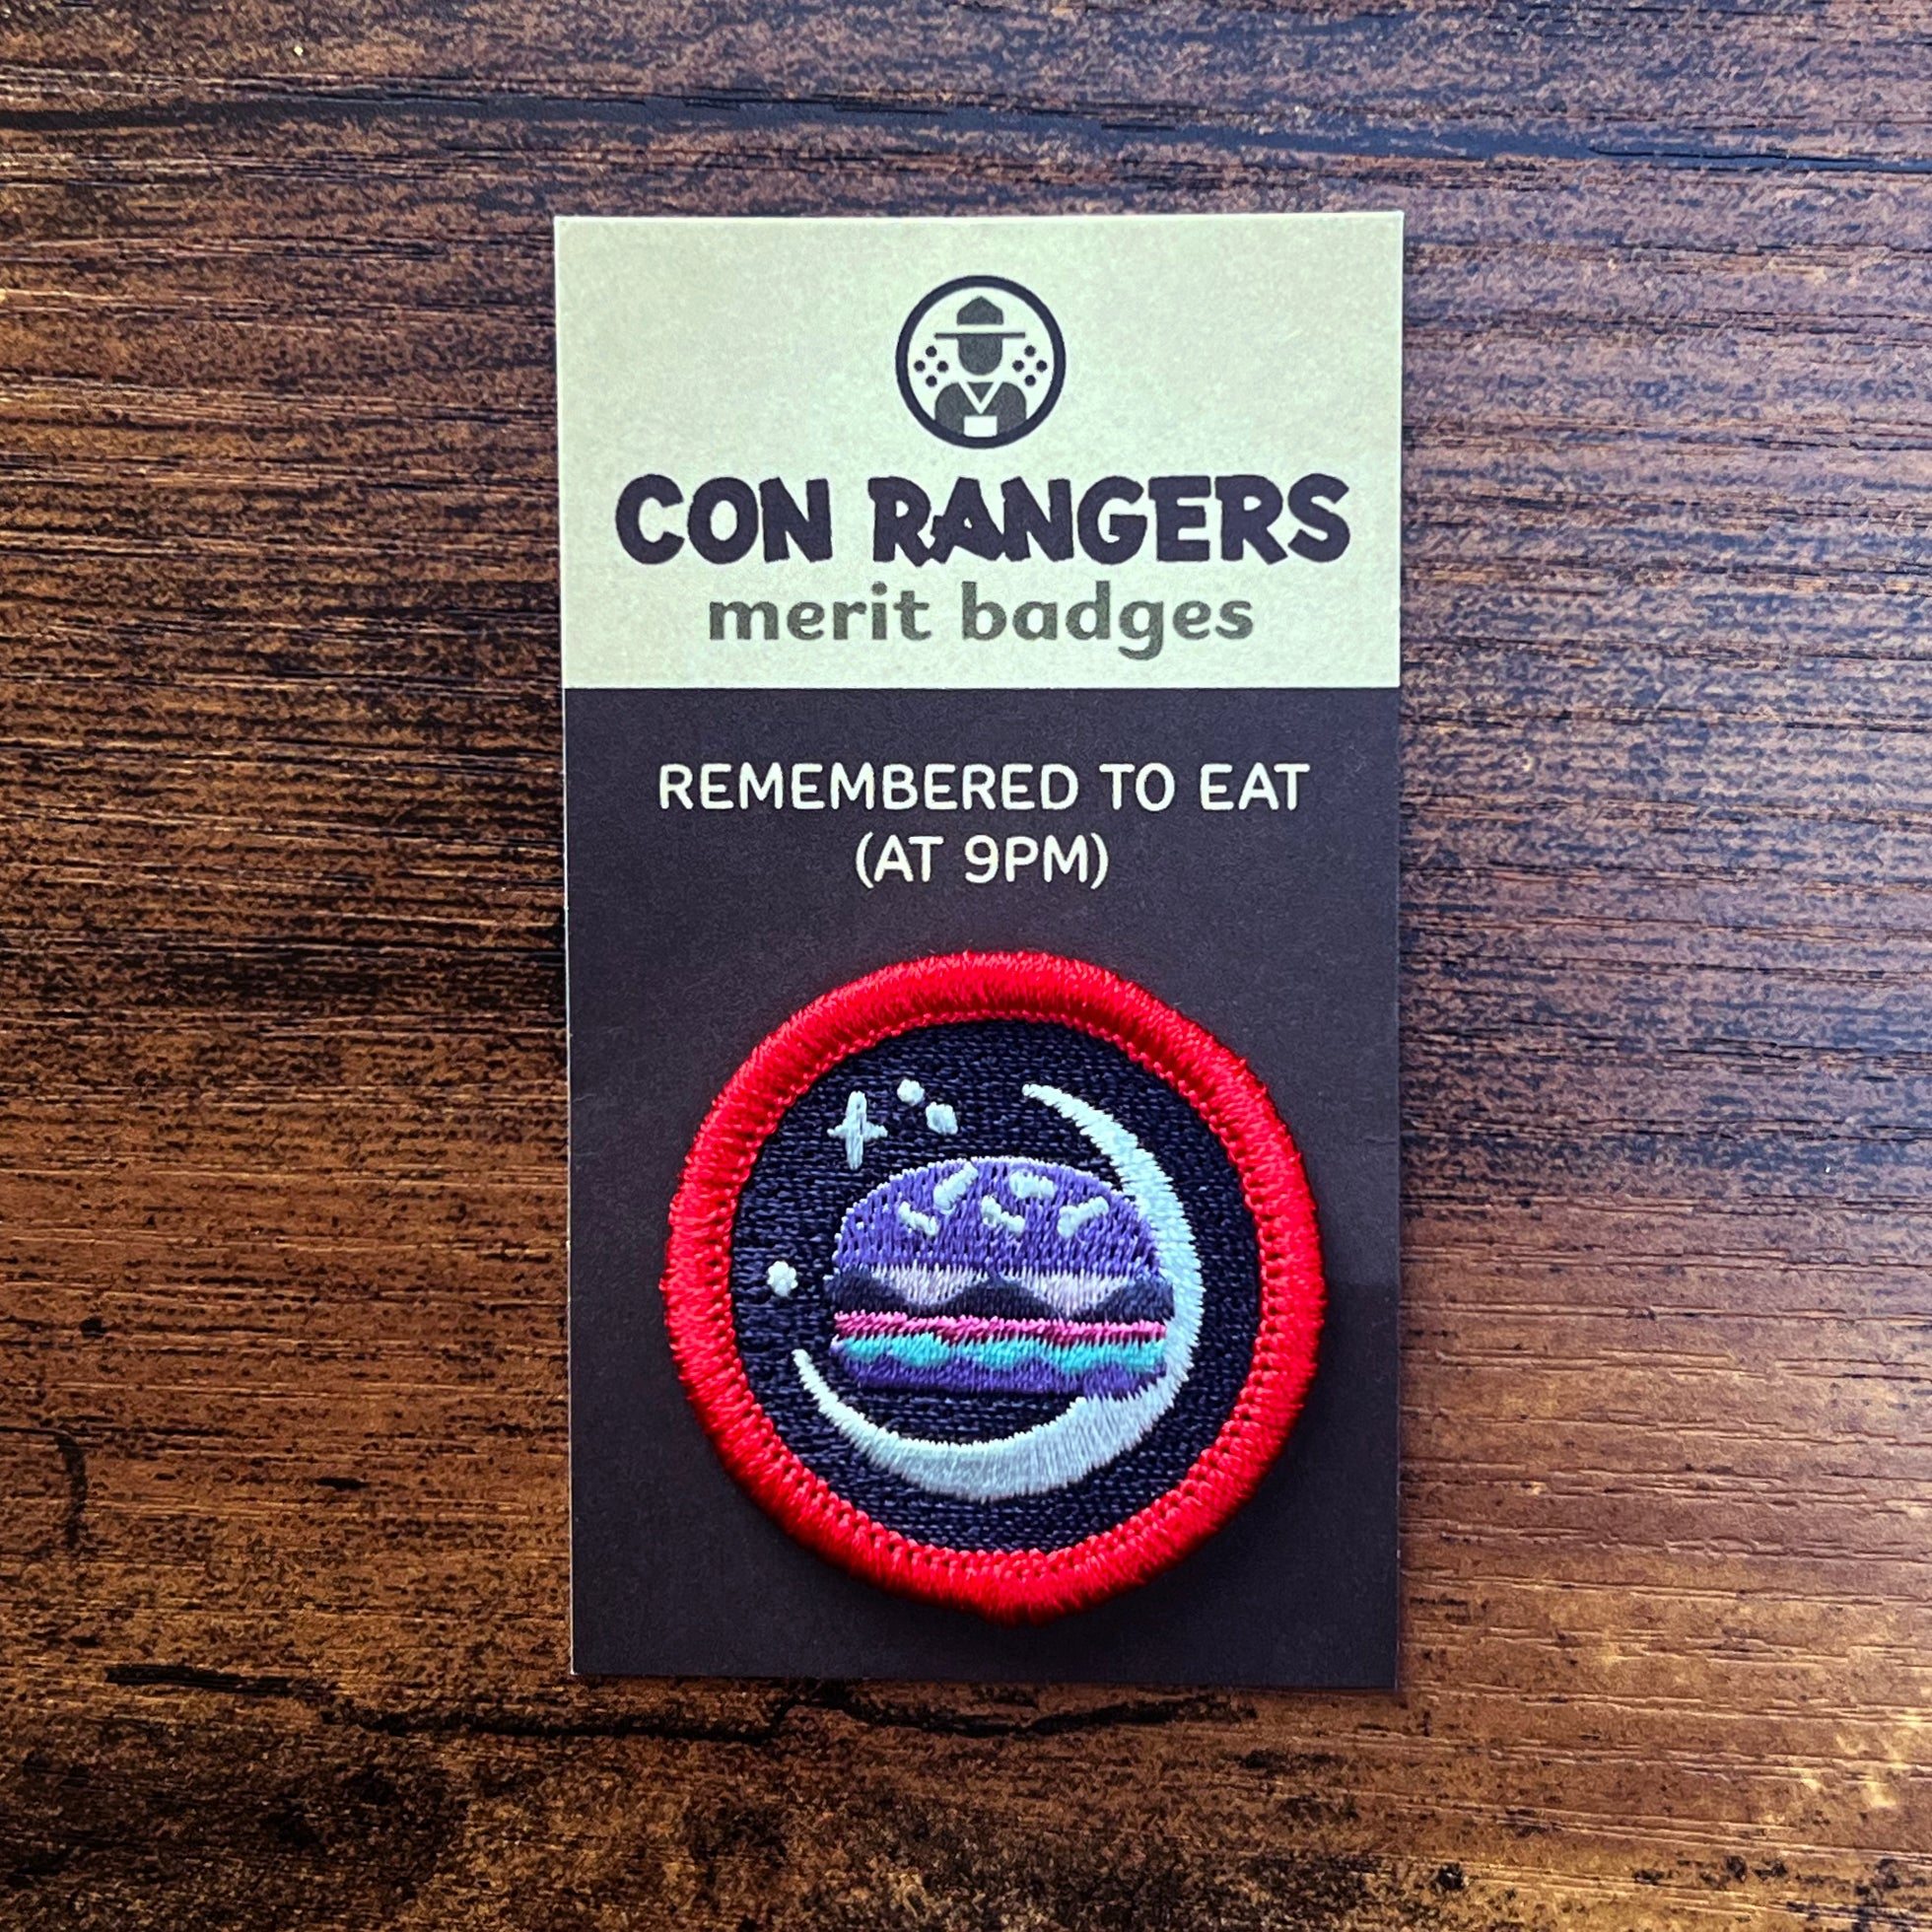 CON RANGERS
merit badges
REMEMBERED TO EAT
(AT 9PM)